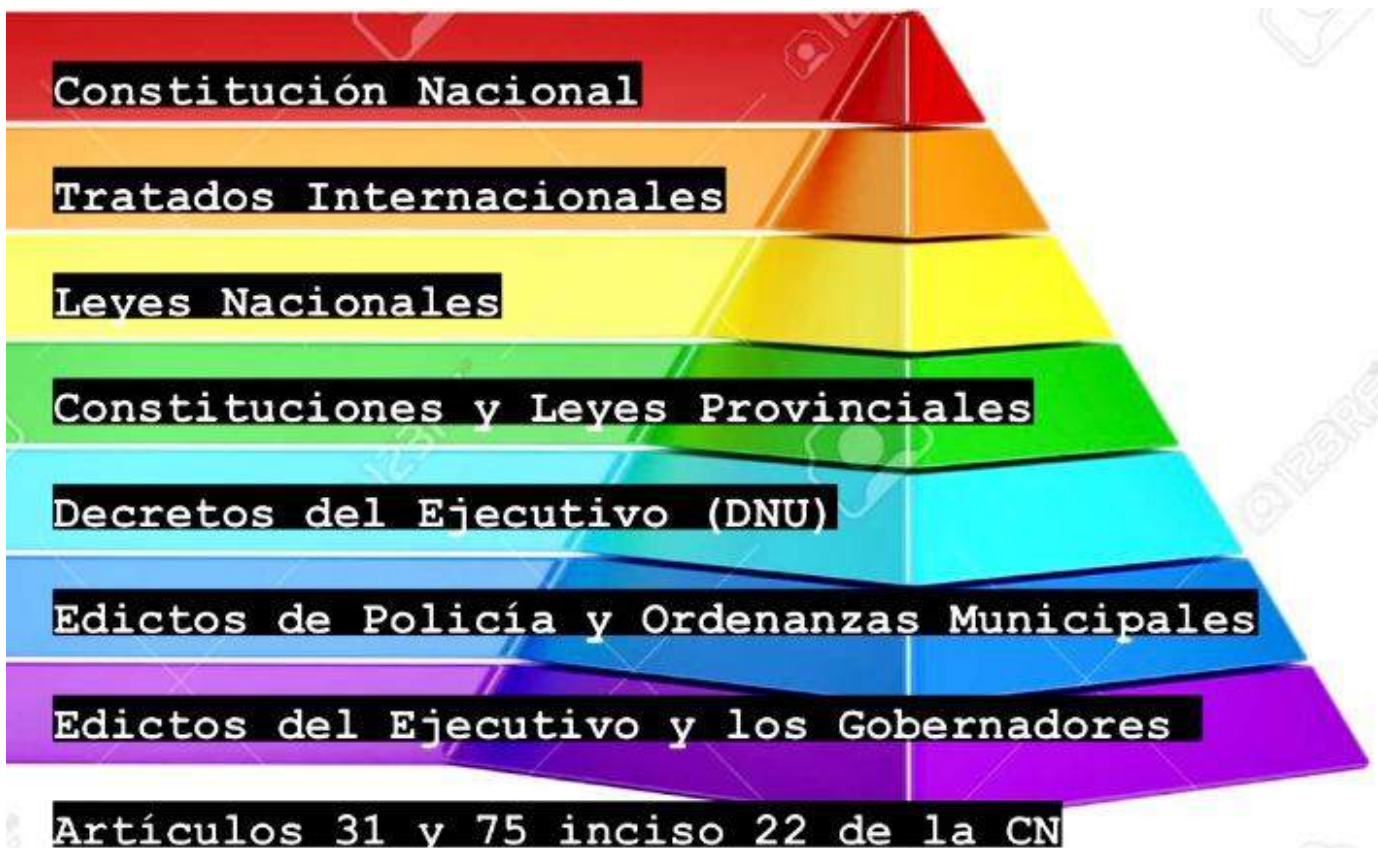 Constitución Nacional
Tratados Internacionales
Leyes Nacionales
Constituciones y Leyes Provinciales
Decretos del Ejecutivo (DNU)
Edictos de Policía y Ordenanzas Municipales
Edictos del Ejecutivo y los Gobernadores
Artículos 31 y 75 inciso 22 de la CN
123RF